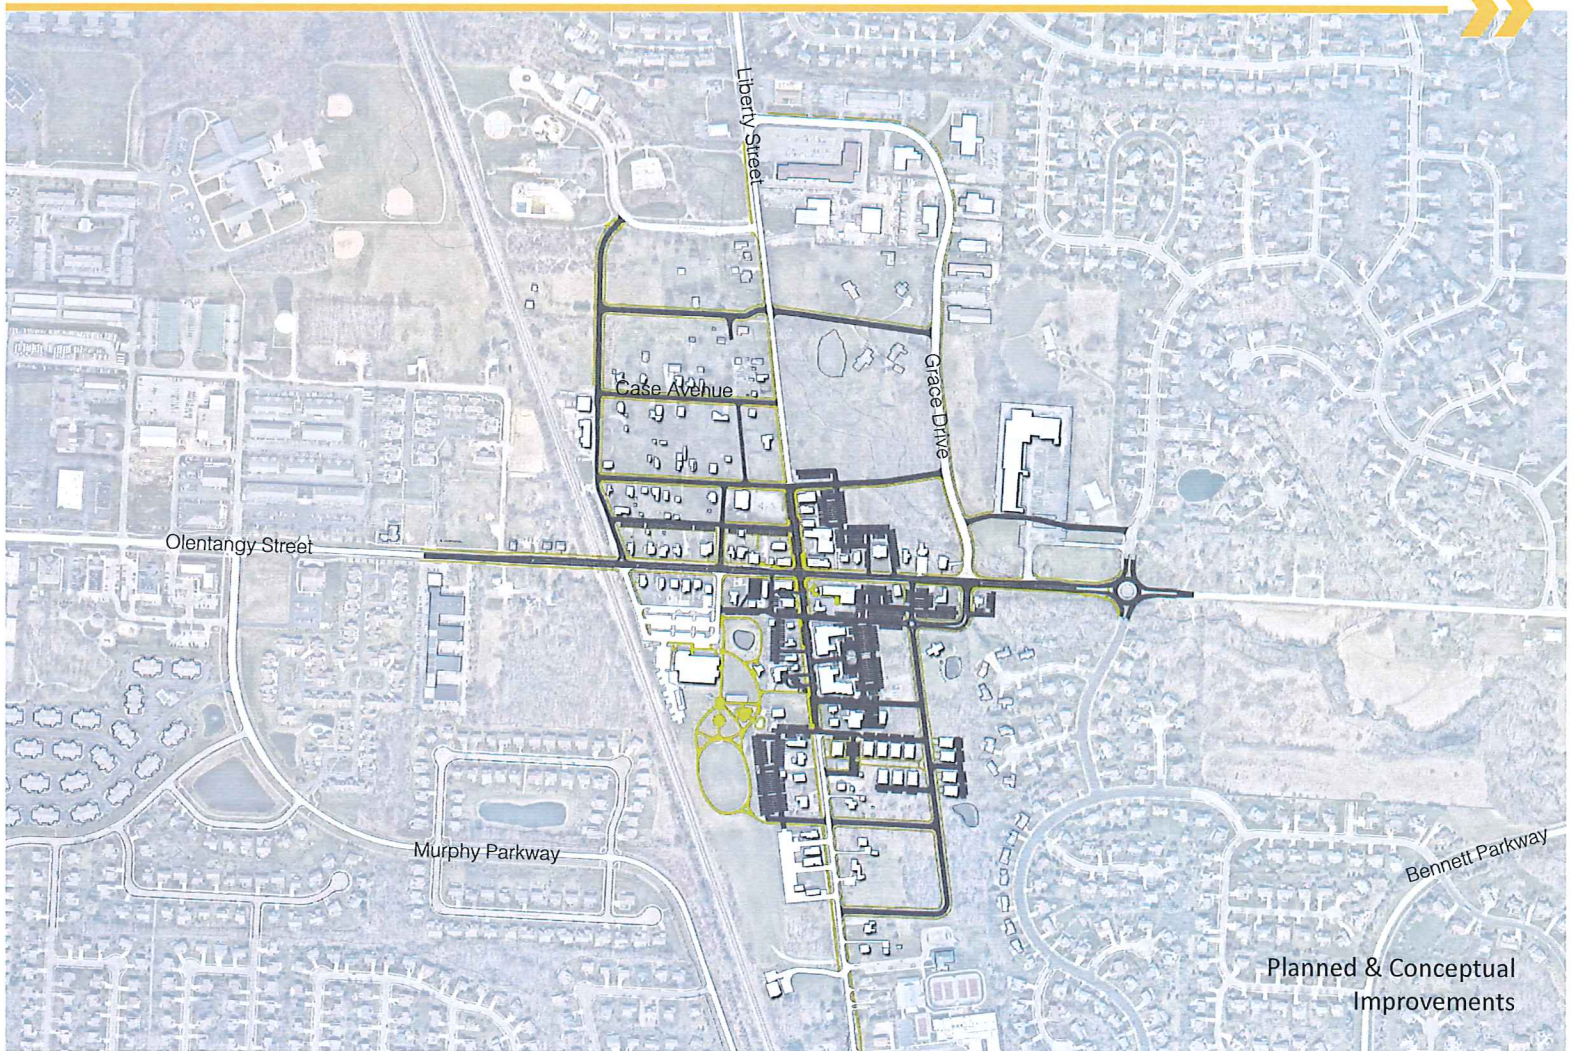 Liberty Street
Case Avenue
Grace Drive
Olentangy Street
Murphy Parkway
Bennett Parkway
Planned & Conceptual
Improvements